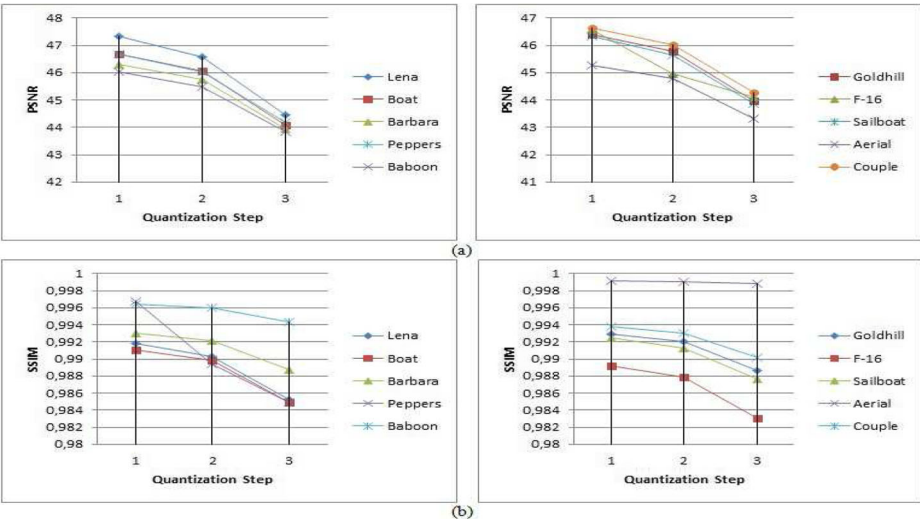 48
47
46
45
44
43
42
PSNR
1 2 3
Quantization Step
Lena
Boat
Barbara
Peppers
Baboon
47
46
45
44
43
42
41
PSNR
1 2 3
Quantization Step
Goldhill
F-16
Sailboat
Aerial
Couple
(a)
1
0,998
0,996
0,994
0,992
0,99
0,988
0,986
0,984
0,982
0,98
SSIM
1 2 3
Quantization Step
Lena
Boat
Barbara
Peppers
Baboon
1
0,998
0,996
0,994
0,992
0,99
0,988
0,986
0,984
0,982
0,98
SSIM
1 2 3
Quantization Step
Goldhill
F-16
Sailboat
Aerial
Couple
(b)